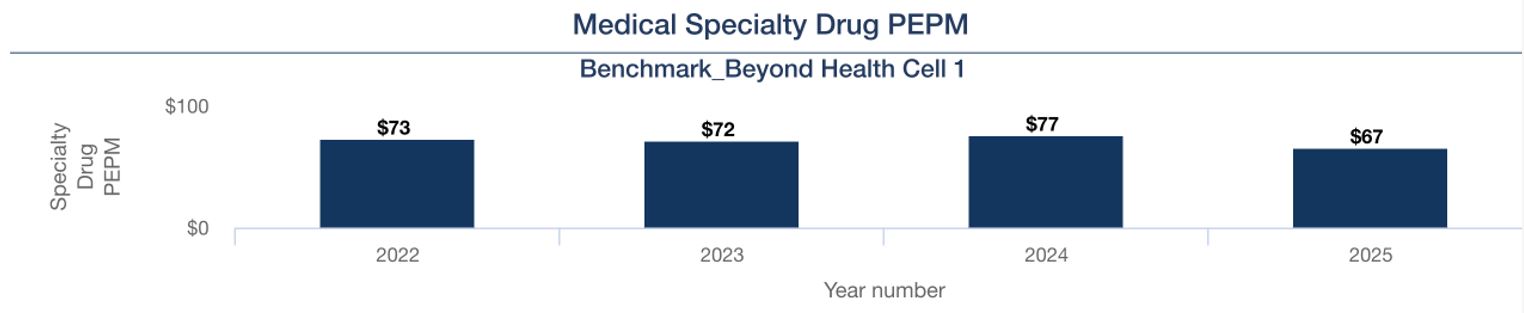 Medical Specialty Drug PEPM
Benchmark_Beyond Health Cell 1
Specialty
Drug
PEPM
$100
$0
$73
$72
$77
$67
2022
2023
2024
2025
Year number